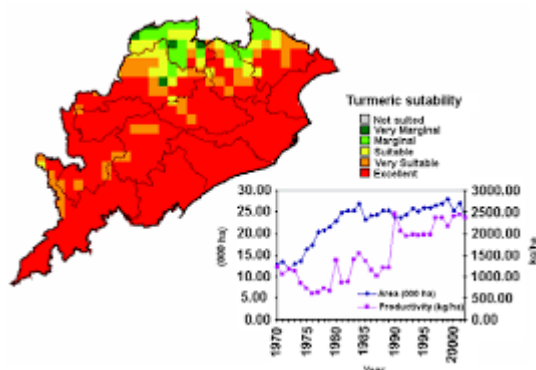 Turmeric sutability
Not suited
Very Marginal
Marginal
Suitable
Very Suitable
Excellent
30.00
25.00
20.00
15.00
10.00
5.00
0.00
(000 ha)
3000.00
2500.00
2000.00
1500.00
1000.00
500.00
0.00
kg/ha
Area (000 ha)
Productivity (kg/ha)
1970
1975
1980
1985
1990
1995
2000
Year